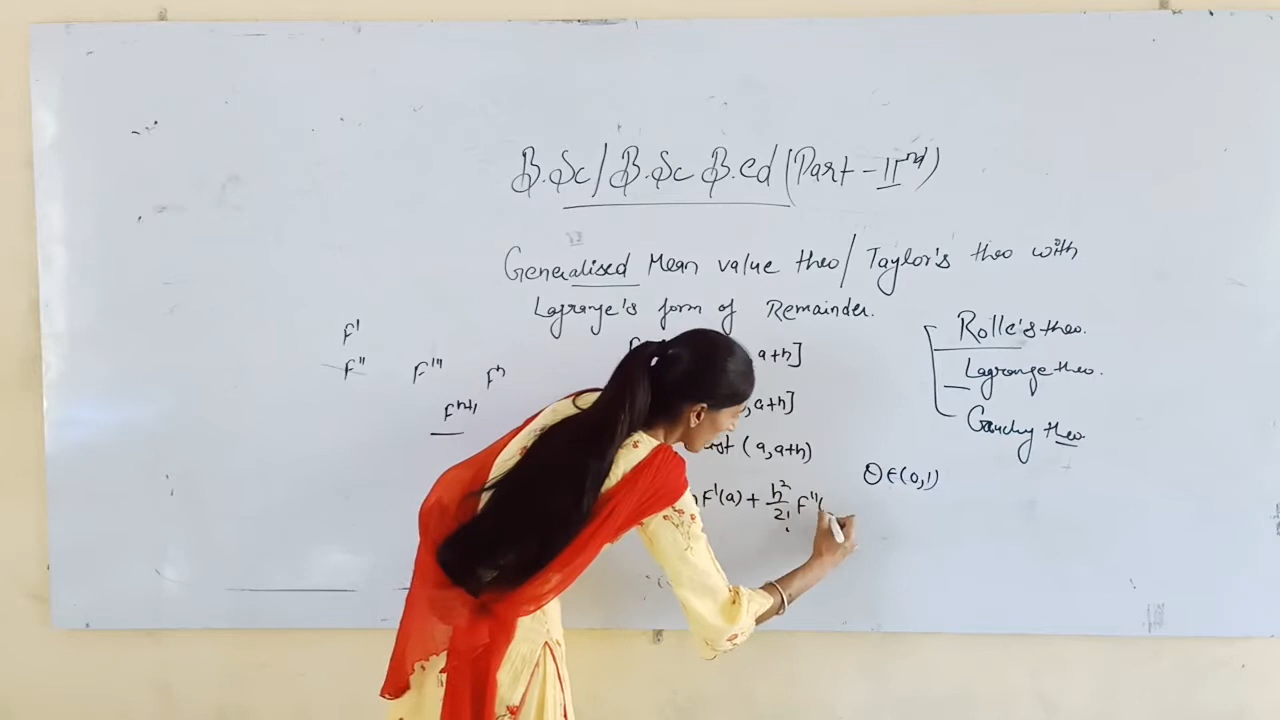 B.Sc/B.Sc B.ed (Part-IInd)
Generalised Mean value theo/Taylor's theo with
Lagrange's form of Remainder.
F'
F''
F'''
Fn
Fn+1
, a+h]
, a+h]
(a, a+h)
F'(a) + h²/2! F''(
θ∈(0,1)
Rolle's theo.
Lagrange theo.
Cauchy theo